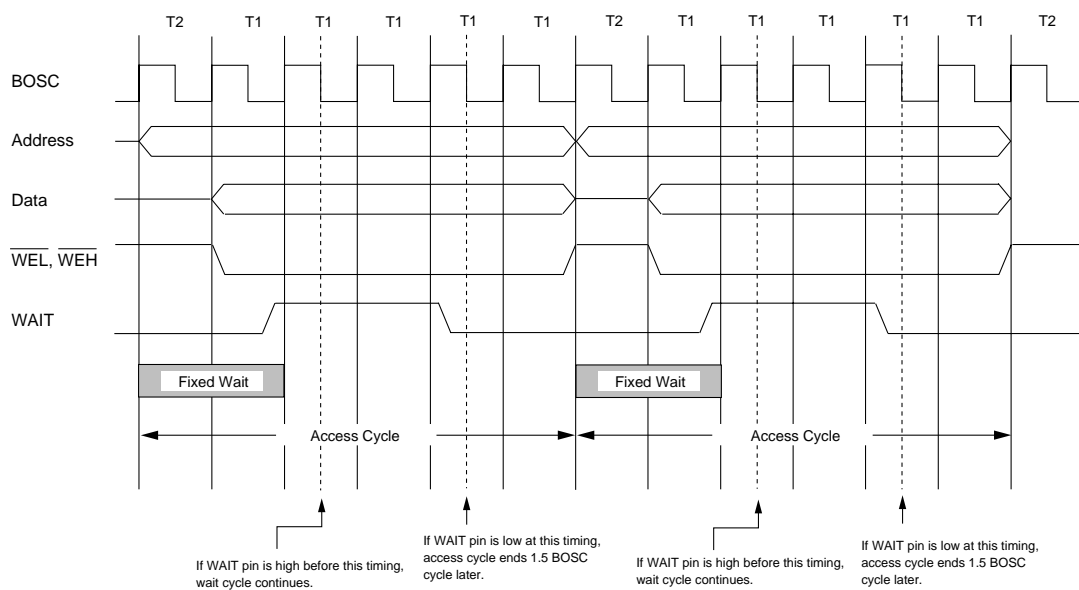 T2 T1 T1 T1 T1 T1 T2 T1 T1 T1 T1 T1 T2
BOSC
Address
Data
WEL, WEH
WAIT
Fixed Wait Fixed Wait
Access Cycle Access Cycle
If WAIT pin is high before this timing,
wait cycle continues.
If WAIT pin is low at this timing,
access cycle ends 1.5 BOSC
cycle later.
If WAIT pin is high before this timing,
wait cycle continues.
If WAIT pin is low at this timing,
access cycle ends 1.5 BOSC
cycle later.